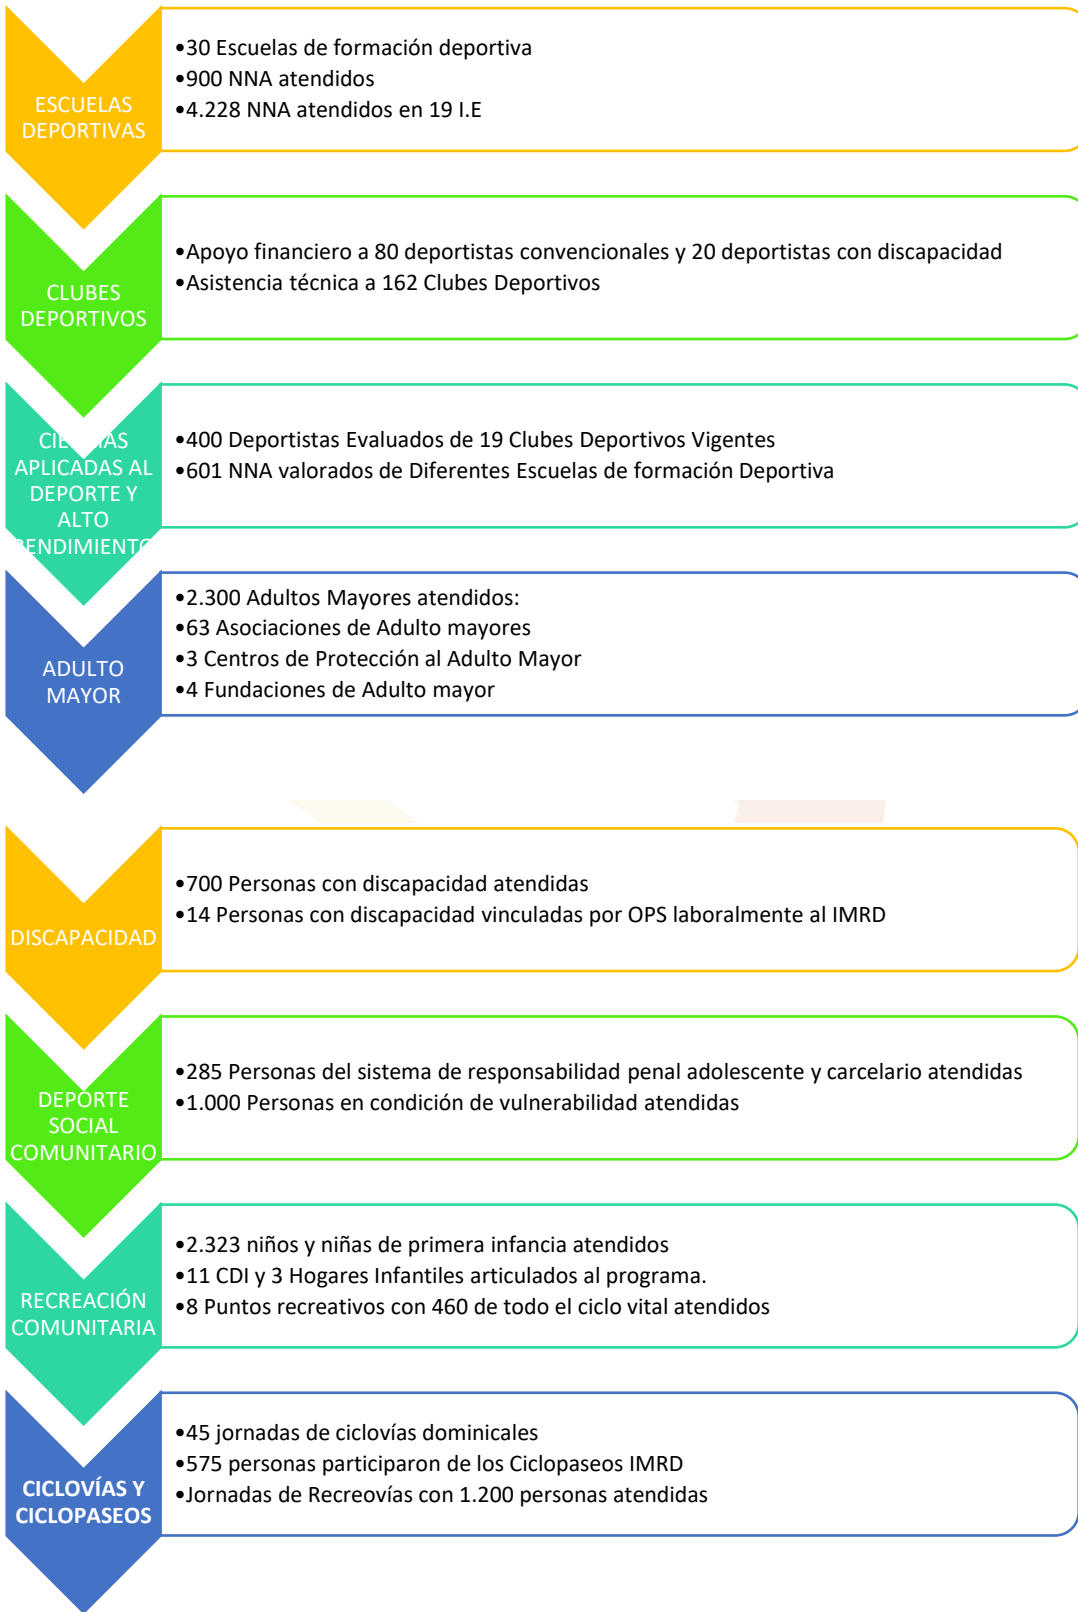 ESCUELAS
DEPORTIVAS
•30 Escuelas de formación deportiva
•900 NNA atendidos
•4.228 NNA atendidos en 19 I.E
CLUBES
DEPORTIVOS
•Apoyo financiero a 80 deportistas convencionales y 20 deportistas con discapacidad
•Asistencia técnica a 162 Clubes Deportivos
CIENCIAS
APLICADAS AL
DEPORTE Y
ALTO
RENDIMIENTO
•400 Deportistas Evaluados de 19 Clubes Deportivos Vigentes
•601 NNA valorados de Diferentes Escuelas de formación Deportiva
ADULTO
MAYOR
•2.300 Adultos Mayores atendidos:
•63 Asociaciones de Adulto mayores
•3 Centros de Protección al Adulto Mayor
•4 Fundaciones de Adulto mayor
DISCAPACIDAD
•700 Personas con discapacidad atendidas
•14 Personas con discapacidad vinculadas por OPS laboralmente al IMRD
DEPORTE
SOCIAL
COMUNITARIO
•285 Personas del sistema de responsabilidad penal adolescente y carcelario atendidas
•1.000 Personas en condición de vulnerabilidad atendidas
RECREACIÓN
COMUNITARIA
•2.323 niños y niñas de primera infancia atendidos
•11 CDI y 3 Hogares Infantiles articulados al programa.
•8 Puntos recreativos con 460 de todo el ciclo vital atendidos
CICLOVÍAS Y
CICLOPASEOS
•45 jornadas de ciclovías dominicales
•575 personas participaron de los Ciclopaseos IMRD
•Jornadas de Recreovías con 1.200 personas atendidas